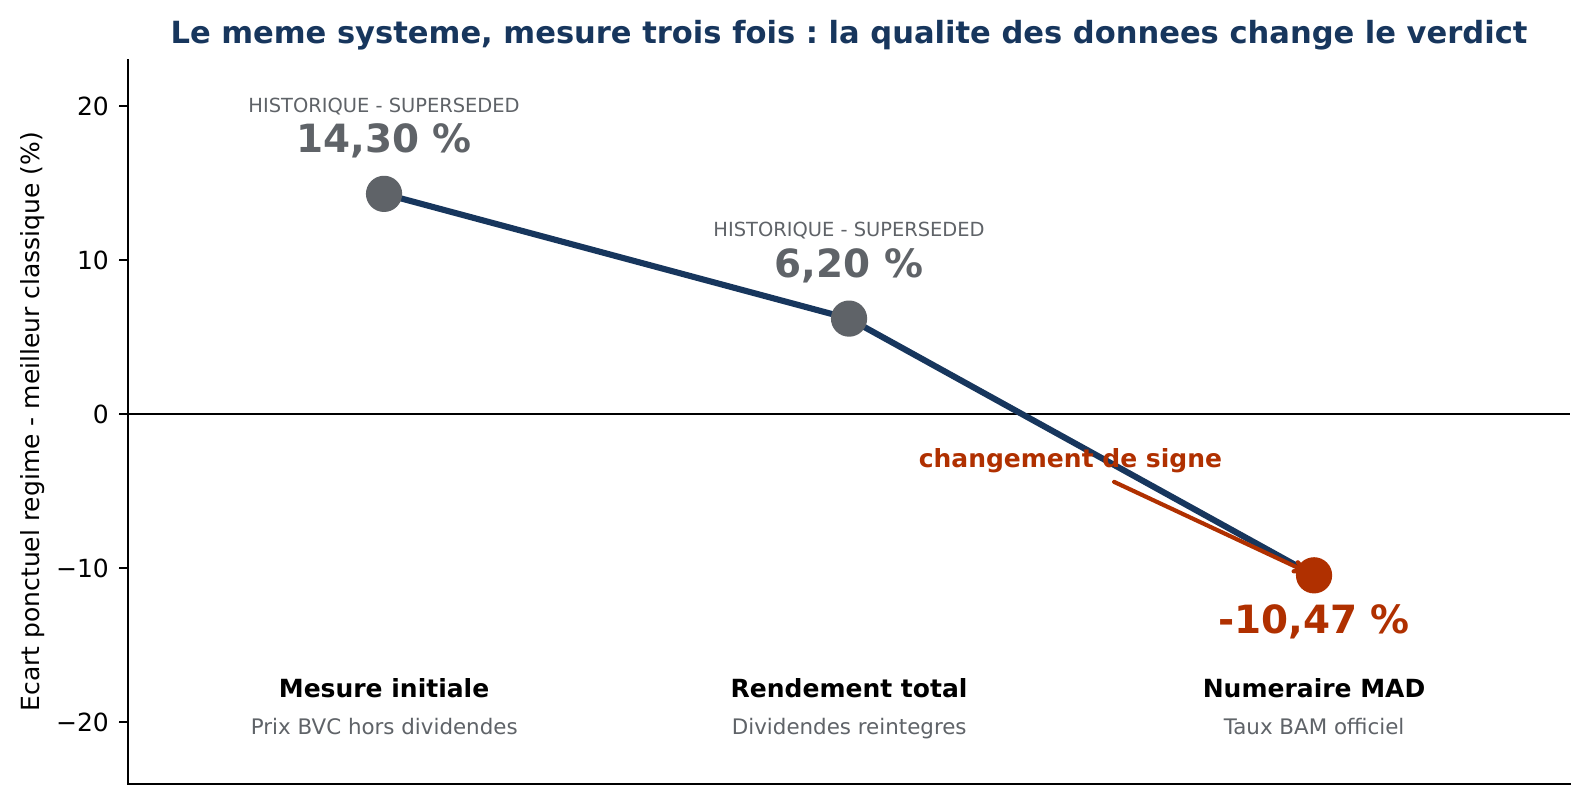 Le meme systeme, mesure trois fois : la qualite des donnees change le verdict
Ecart ponctuel regime - meilleur classique (%)
20
10
0
−10
−20
HISTORIQUE - SUPERSEDED
14,30 %
HISTORIQUE - SUPERSEDED
6,20 %
changement de signe
-10,47 %
Mesure initiale
Prix BVC hors dividendes
Rendement total
Dividendes reintegres
Numeraire MAD
Taux BAM officiel